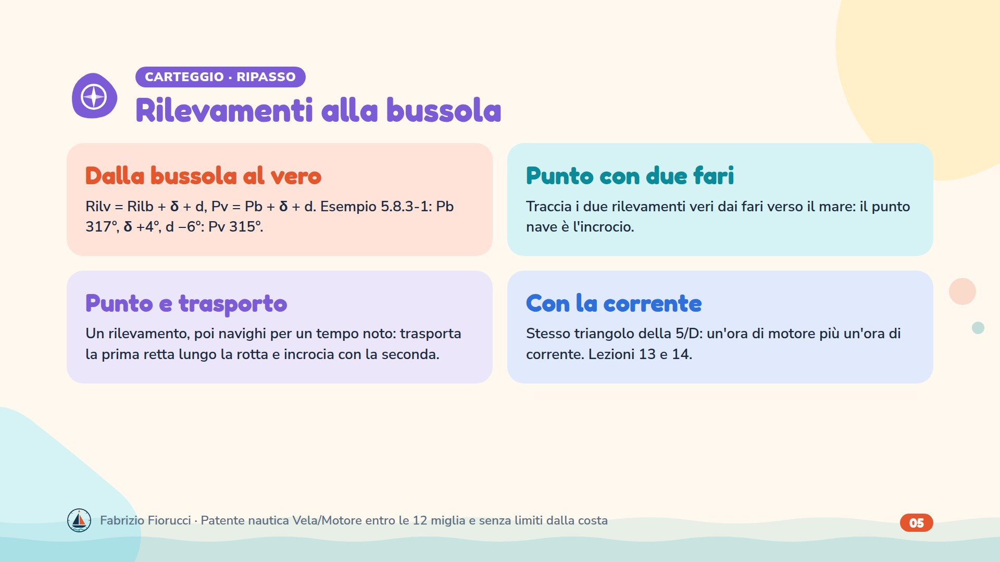 CARTEGGIO · RIPASSO
Rilevamenti alla bussola
Dalla bussola al vero
Rilv = Rilb + δ + d, Pv = Pb + δ + d. Esempio 5.8.3-1: Pb
317°, δ +4°, d −6°: Pv 315°.
Punto con due fari
Traccia i due rilevamenti veri dai fari verso il mare: il punto
nave è l'incrocio.
Punto e trasporto
Un rilevamento, poi navighi per un tempo noto: trasporta
la prima retta lungo la rotta e incrocia con la seconda.
Con la corrente
Stesso triangolo della 5/D: un'ora di motore più un'ora di
corrente. Lezioni 13 e 14.
Fabrizio Fiorucci · Patente nautica Vela/Motore entro le 12 miglia e senza limiti dalla costa
05